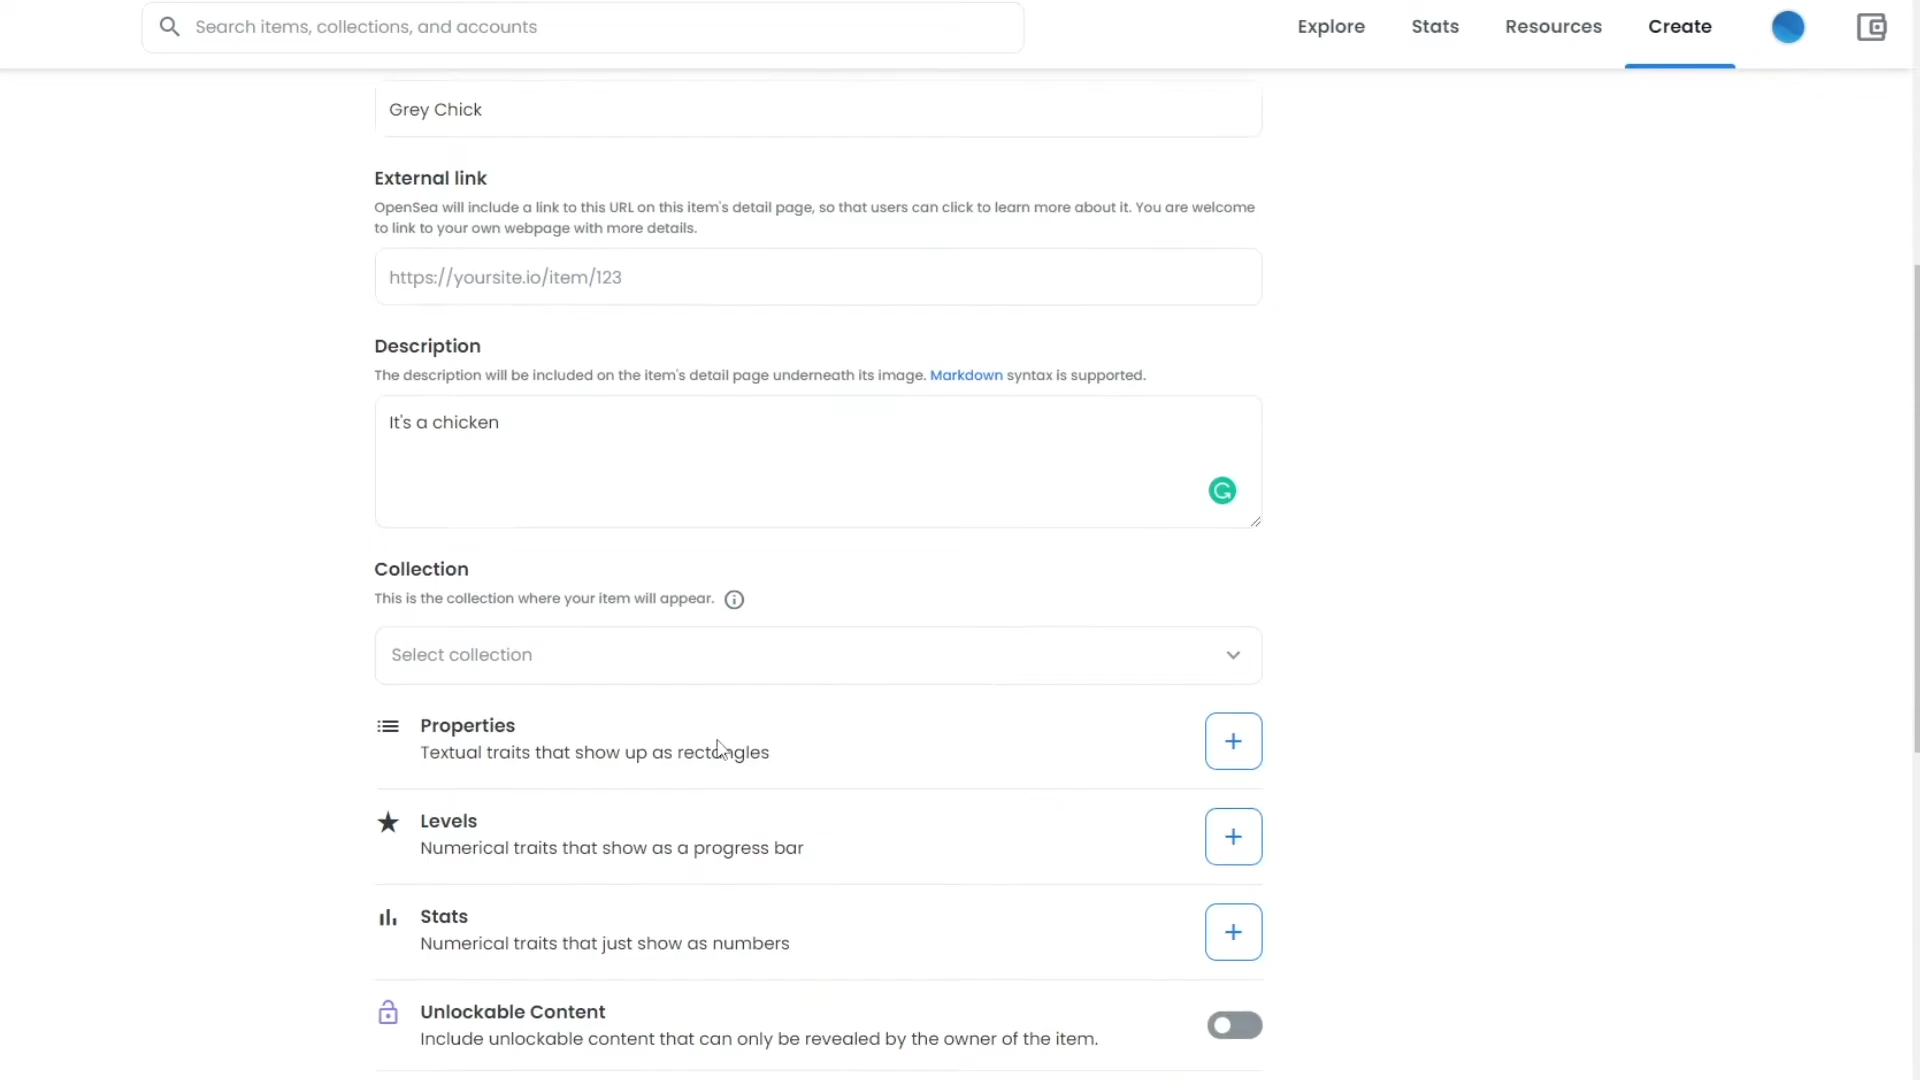 Search items, collections, and accounts
Explore
Stats
Resources
Create
Grey Chick
External link
OpenSea will include a link to this URL on this item's detail page, so that users can click to learn more about it. You are welcome
to link to your own webpage with more details.
https://yoursite.io/item/123
Description
The description will be included on the item's detail page underneath its image. Markdown syntax is supported.
It's a chicken
Collection
This is the collection where your item will appear.
Select collection
Properties
Textual traits that show up as rectangles
Levels
Numerical traits that show as a progress bar
Stats
Numerical traits that just show as numbers
Unlockable Content
Include unlockable content that can only be revealed by the owner of the item.